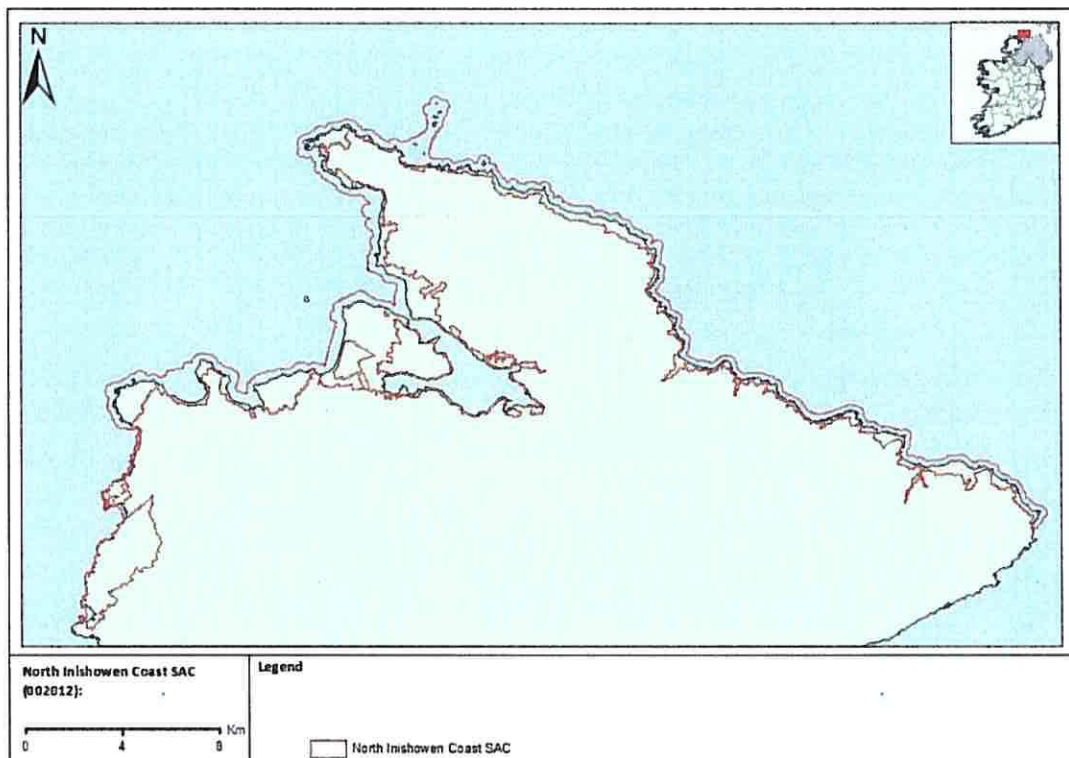 N
North Inishowen Coast SAC
(002012):
Km
0 4 8
Legend
North Inishowen Coast SAC